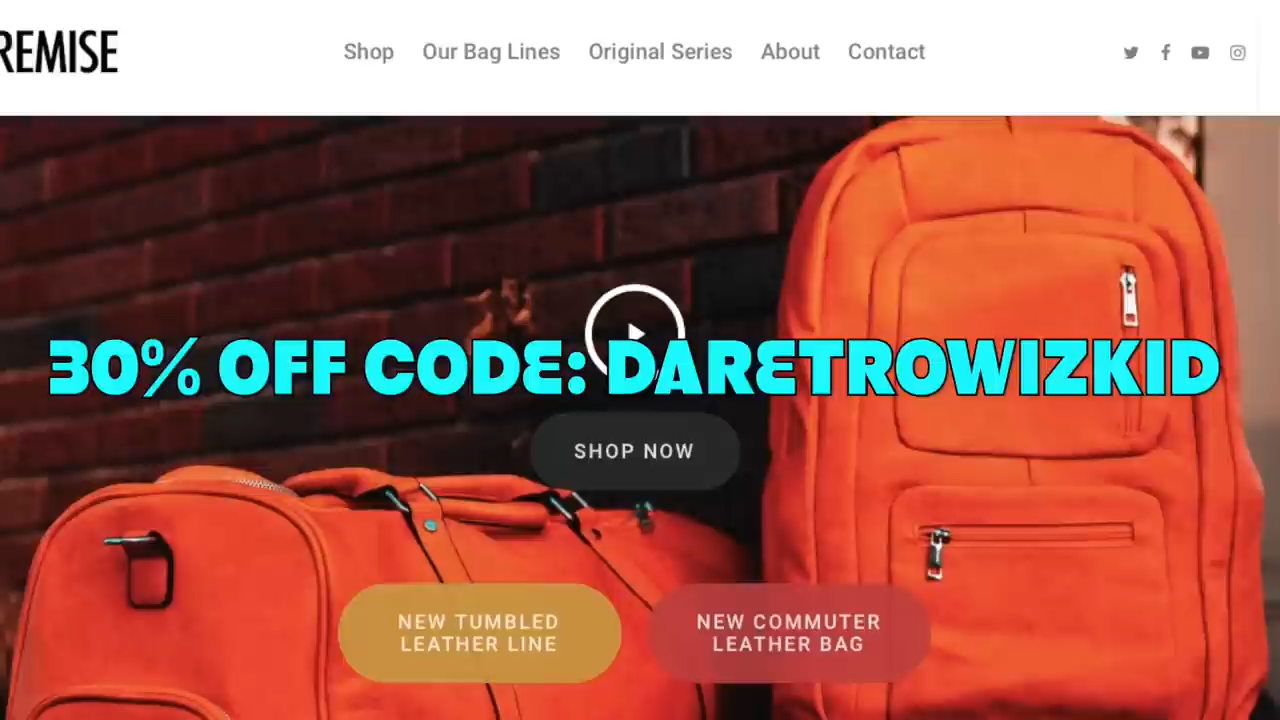 REMISE
Shop Our Bag Lines Original Series About Contact
30% OFF CODE: DARETROWIZKID
SHOP NOW
NEW TUMBLED
LEATHER LINE
NEW COMMUTER
LEATHER BAG